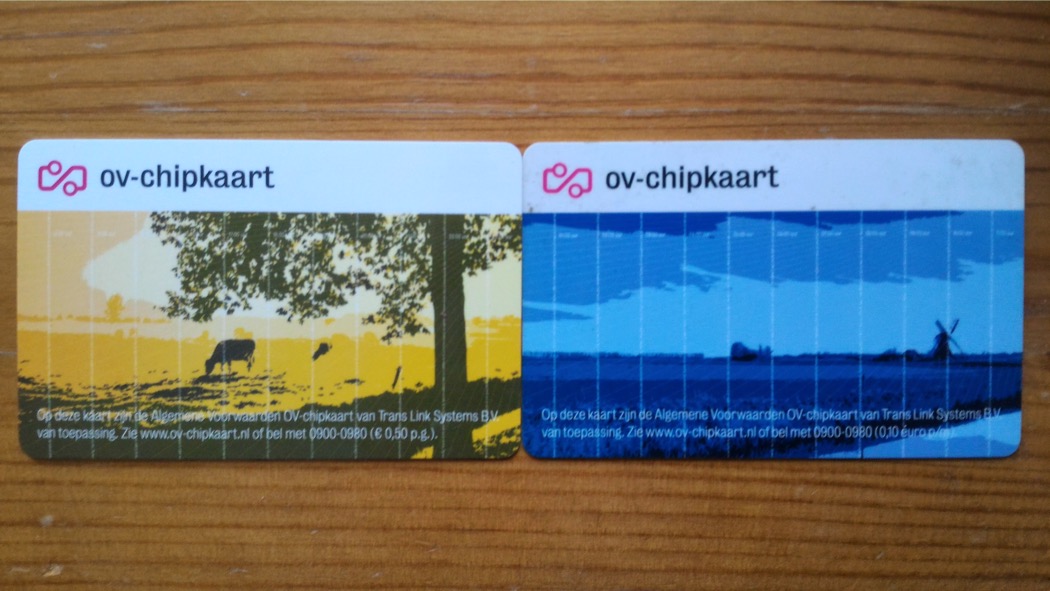 ov-chipkaart
Op deze kaart zijn de Algemene Voorwaarden OV-chipkaart van Trans Link Systems B.V.
van toepassing. Zie www.ov-chipkaart.nl of bel met 0900-0980 (€ 0,50 p.g.).
ov-chipkaart
Op deze kaart zijn de Algemene Voorwaarden OV-chipkaart van Trans Link Systems B.V.
van toepassing. Zie www.ov-chipkaart.nl of bel met 0900-0980 (0,10 euro p/m)